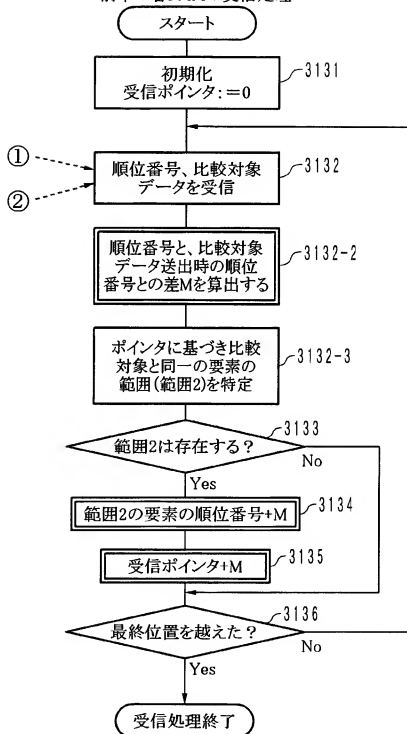 スタート
初期化
受信ポインタ:=0
3131
①
②
順位番号、比較対象
データを受信
3132
順位番号と、比較対象
データ送出時の順位
番号との差Mを算出する
3132-2
ポインタに基づき比較
対象と同一の要素の
範囲(範囲2)を特定
3132-3
範囲2は存在する?
3133
No
Yes
範囲2の要素の順位番号+M
3134
受信ポインタ+M
3135
最終位置を越えた?
3136
No
Yes
受信処理終了